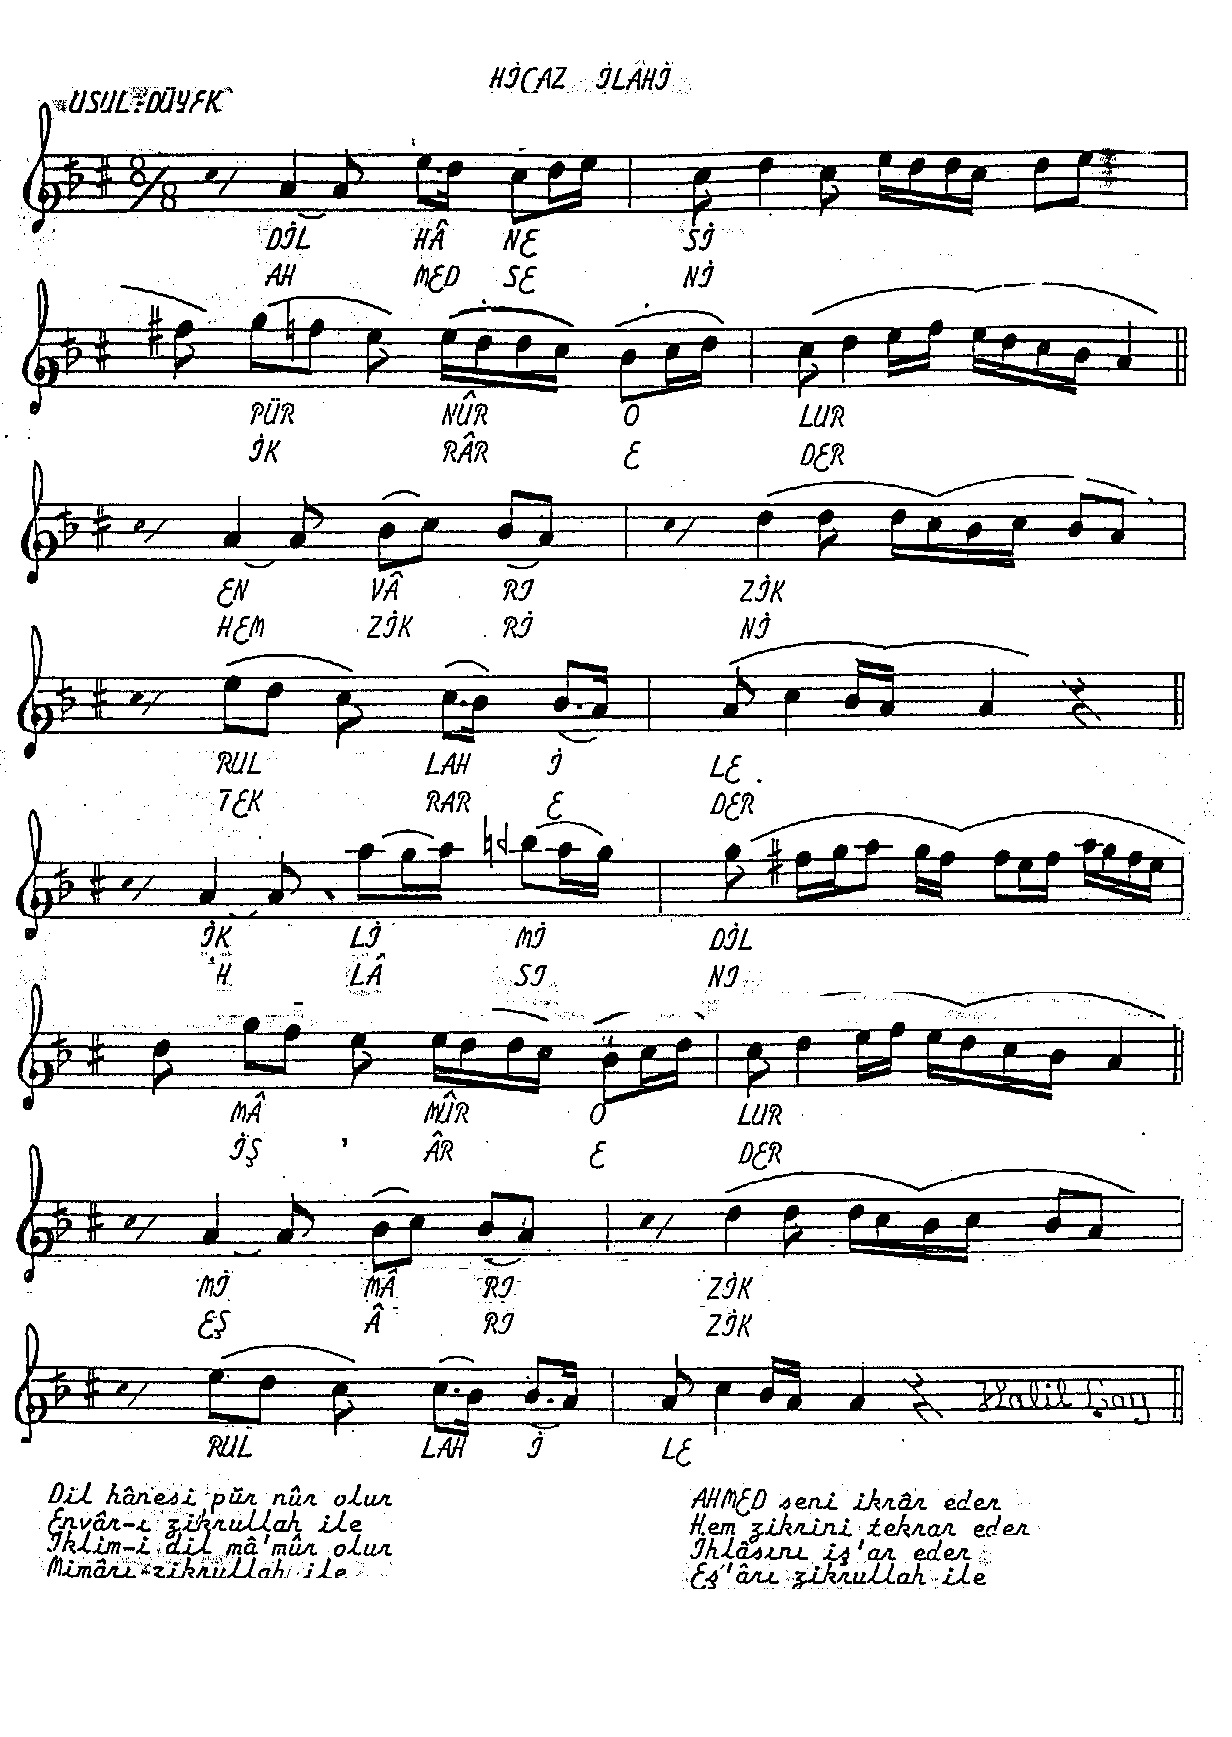 HİCAZ İLÂHİ
USUL:DÜYEK
8/8
DİL HÂ NE Sİ
AH MED SE Nİ
PÜR NÛR O LUR
İK RÂR E DER
EN VÂ RI ZİK
HEM ZİK Rİ Nİ
RUL LAH İ LE
TEK RAR E DER
İK Lİ Mİ DİL
H LÂ SI NI
MÂ MÛR O LUR
İŞ ' ÂR E DER
Mİ MÂ RI ZİK
EŞ Â RI ZİK
RUL LAH İ LE
Dil hânesi pür nûr olur
Envâr-ı zikrullah ile
İklim-i dil mâ'mûr olur
Mimârı zikrullah ile
AHMED seni ikrâr eder
Hem zikrini tekrar eder
İhlâsını iş'ar eder
Eş'ârı zikrullah ile